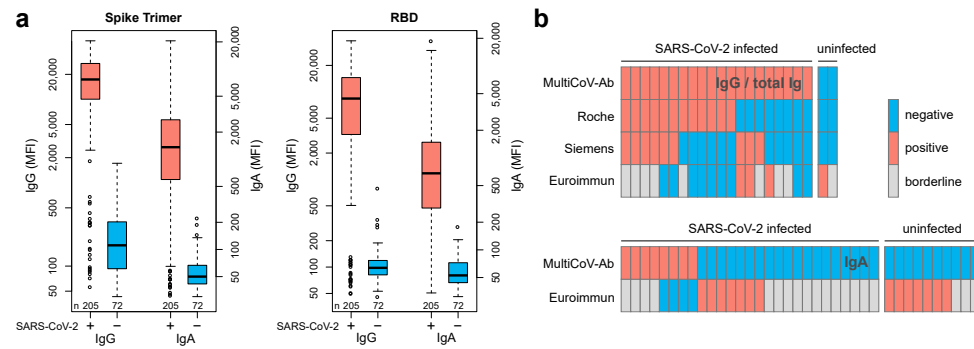 a
Spike Trimer
IgG (MFI)
20,000
5,000
2,000
500
100
50
20,000
5,000
2,000
500
200
100
50
IgA (MFI)
n 205 72 205 72
SARS-CoV-2 + − + −
IgG IgA
RBD
IgG (MFI)
20,000
5,000
2,000
500
200
100
50
20,000
5,000
2,000
500
200
100
50
IgA (MFI)
n 205 72 205 72
SARS-CoV-2 + − + −
IgG IgA
b
SARS-CoV-2 infected uninfected
MultiCoV-Ab
IgG / total Ig
Roche
Siemens
Euroimmun
negative
positive
borderline
SARS-CoV-2 infected uninfected
MultiCoV-Ab
IgA
Euroimmun